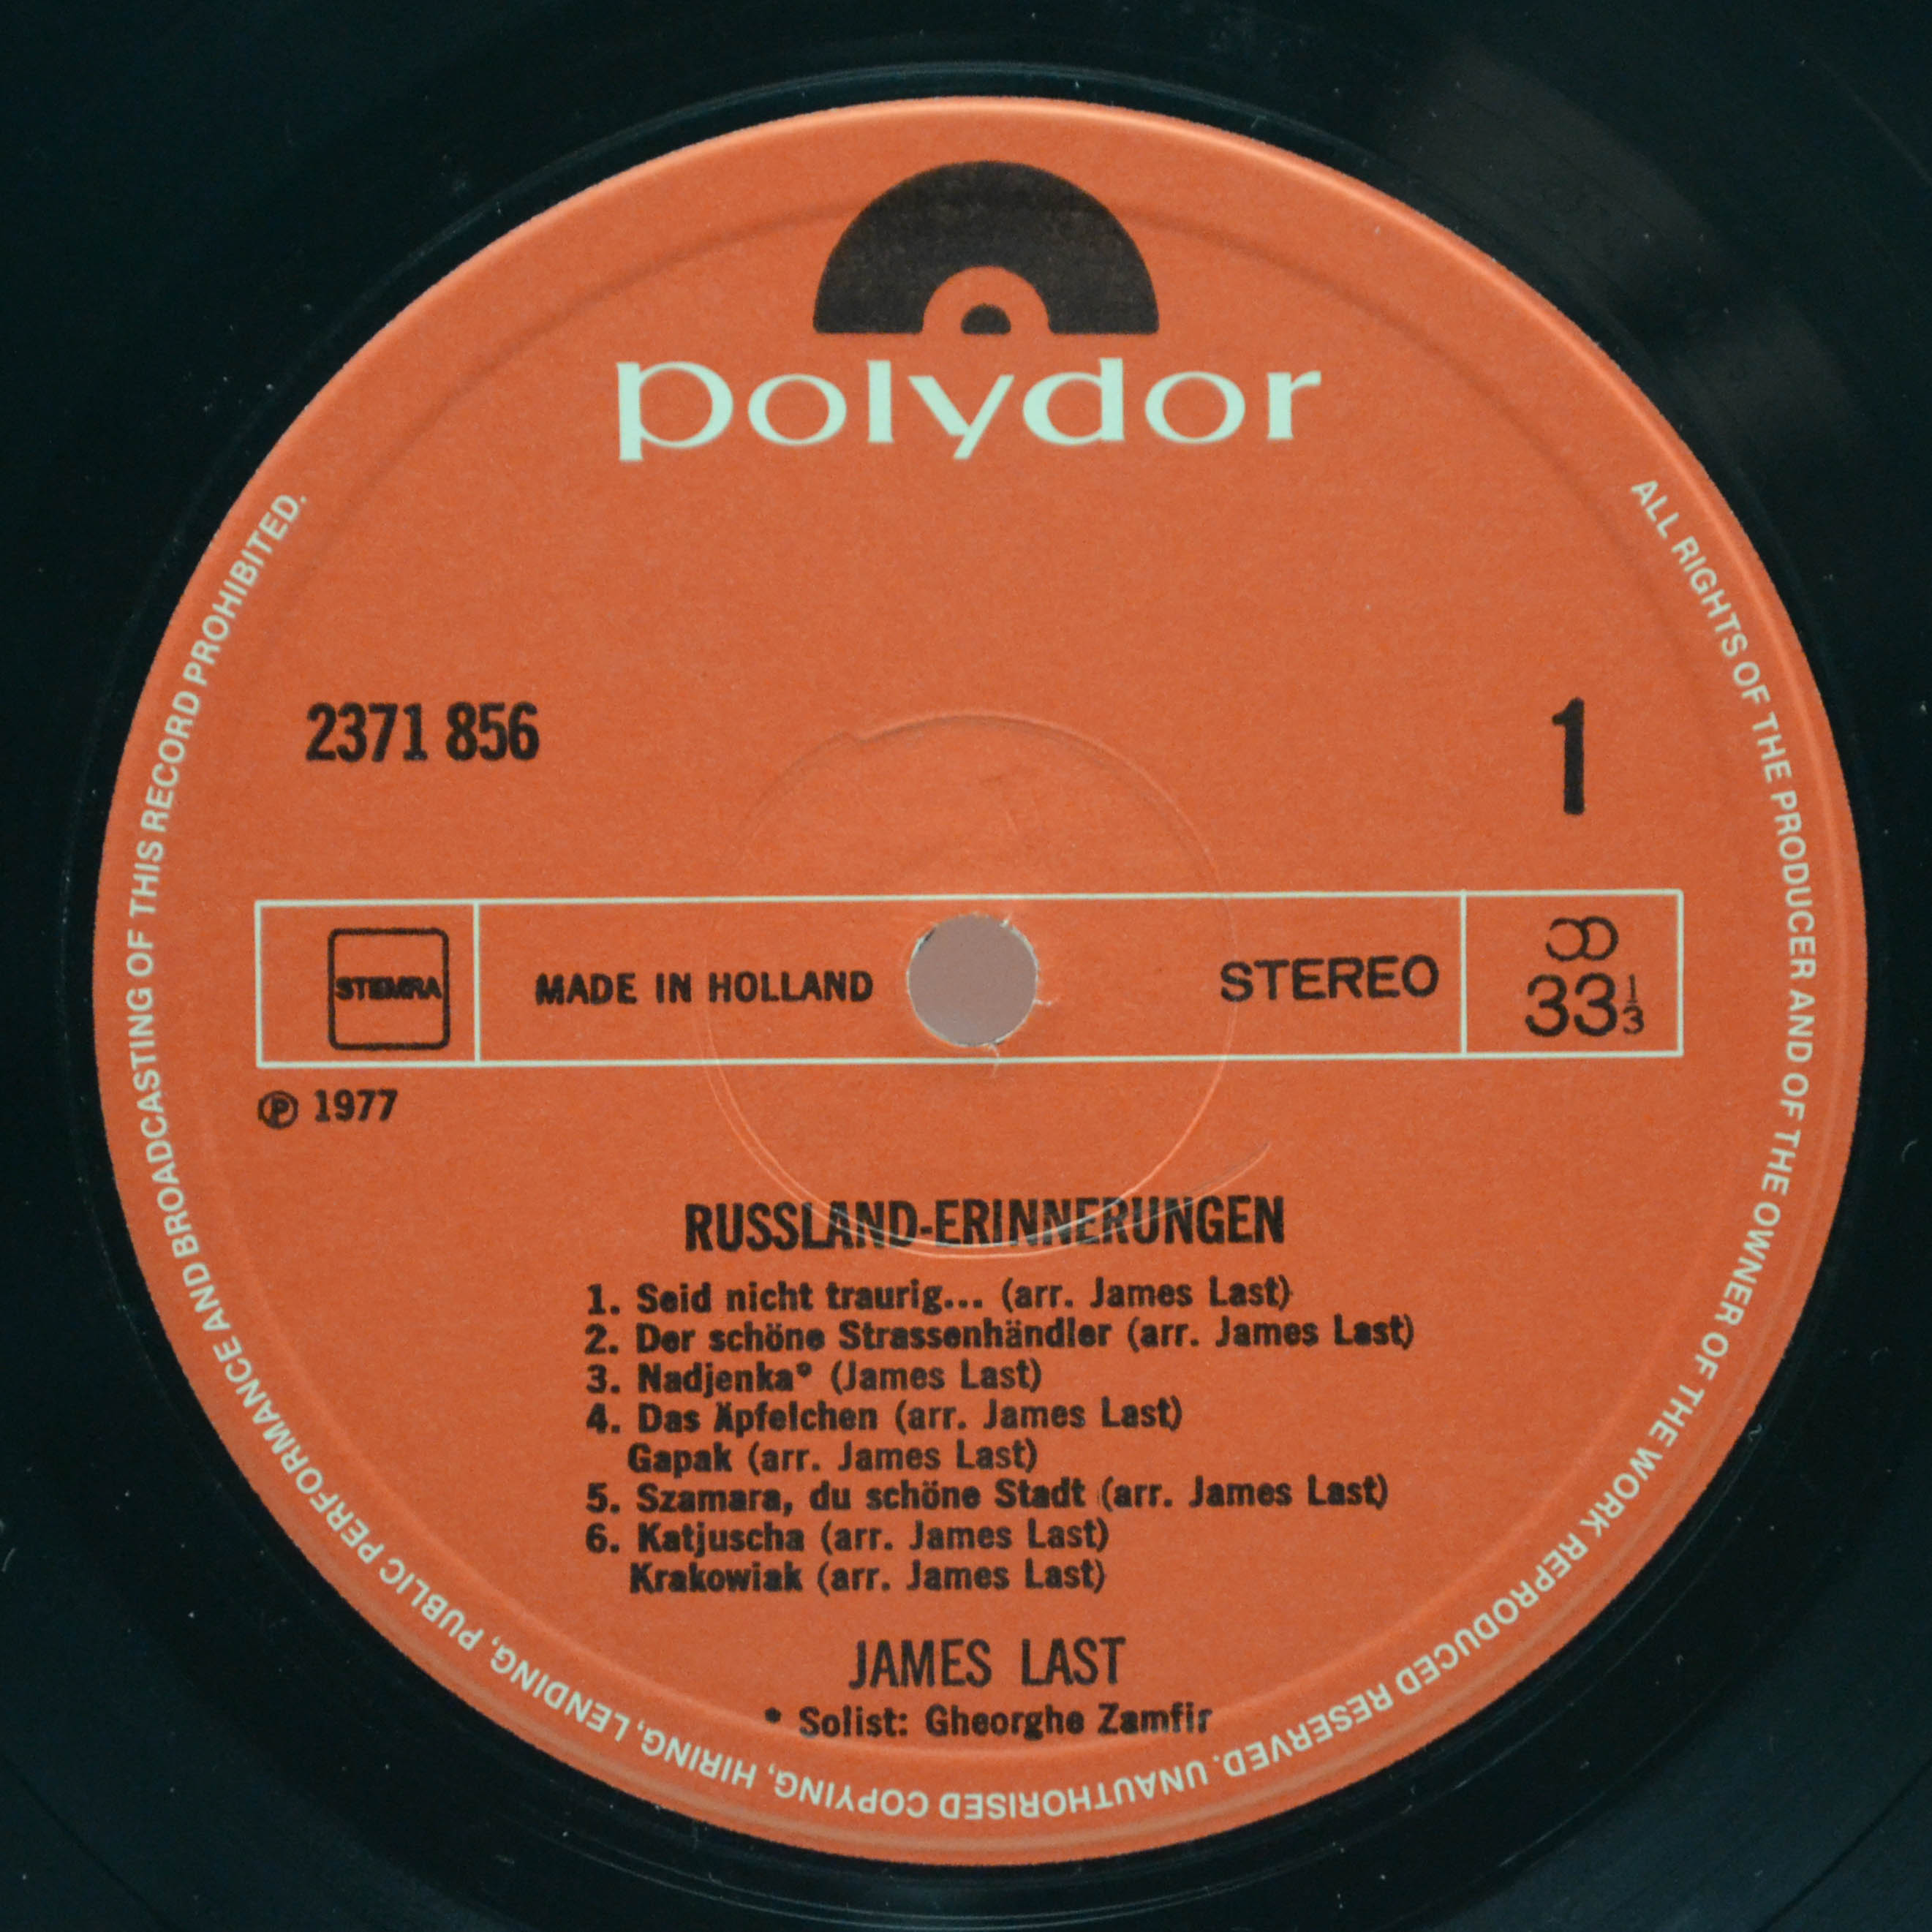 polydor
2371 856
1
STEMRA
MADE IN HOLLAND
STEREO
33 1/3
℗ 1977
RUSSLAND-ERINNERUNGEN
1. Seid nicht traurig... (arr. James Last)
2. Der schöne Strassenhändler (arr. James Last)
3. Nadjenka* (James Last)
4. Das Äpfelchen (arr. James Last)
Gapak (arr. James Last)
5. Szamara, du schöne Stadt (arr. James Last)
6. Katjuscha (arr. James Last)
Krakowiak (arr. James Last)
JAMES LAST
* Solist: Gheorghe Zamfir
ALL RIGHTS OF THE PRODUCER AND OF THE OWNER OF THE WORK REPRODUCED RESERVED. UNAUTHORISED COPYING, HIRING, LENDING, PUBLIC PERFORMANCE AND BROADCASTING OF THIS RECORD PROHIBITED.